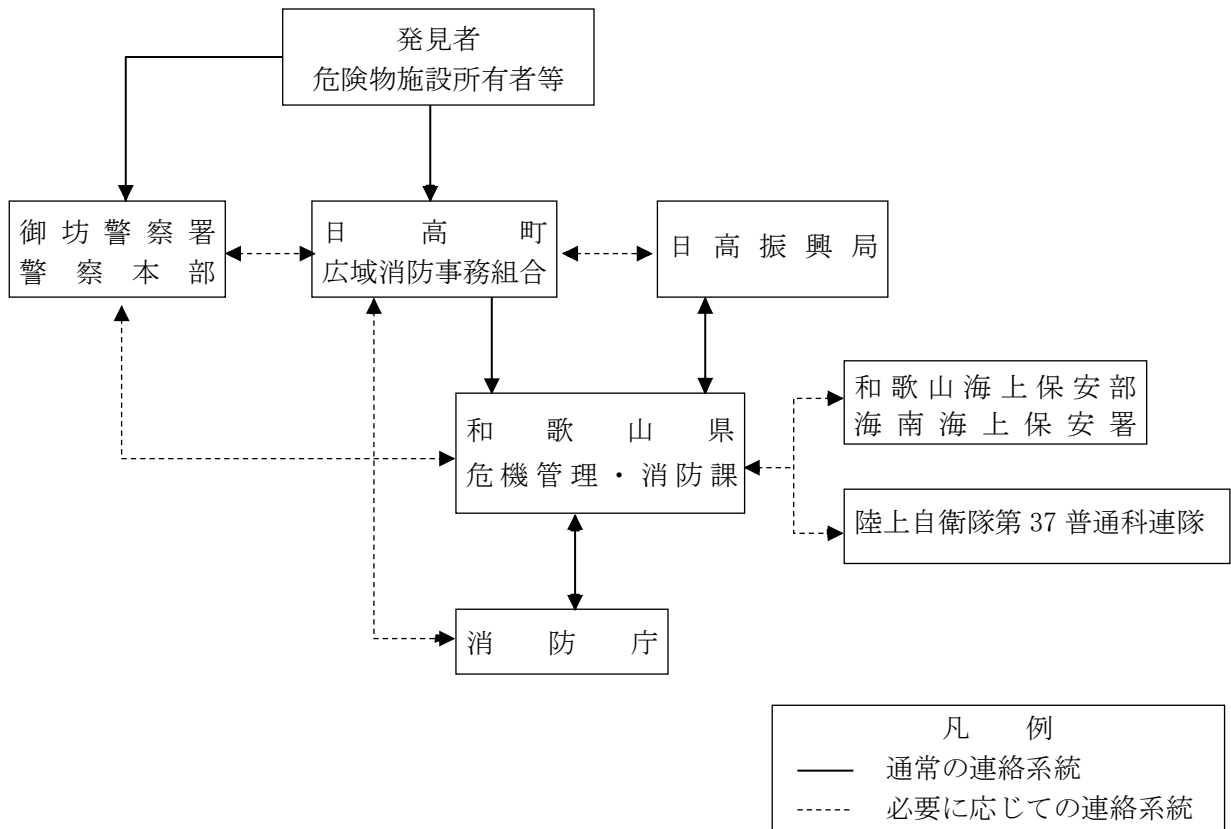 発見者
危険物施設所有者等
御坊警察署
警察本部
日高町
広域消防事務組合
日高振興局
和歌山県
危機管理・消防課
和歌山海上保安部
海南海上保安署
陸上自衛隊第 37 普通科連隊
消防庁
凡例
通常の連絡系統
必要に応じての連絡系統